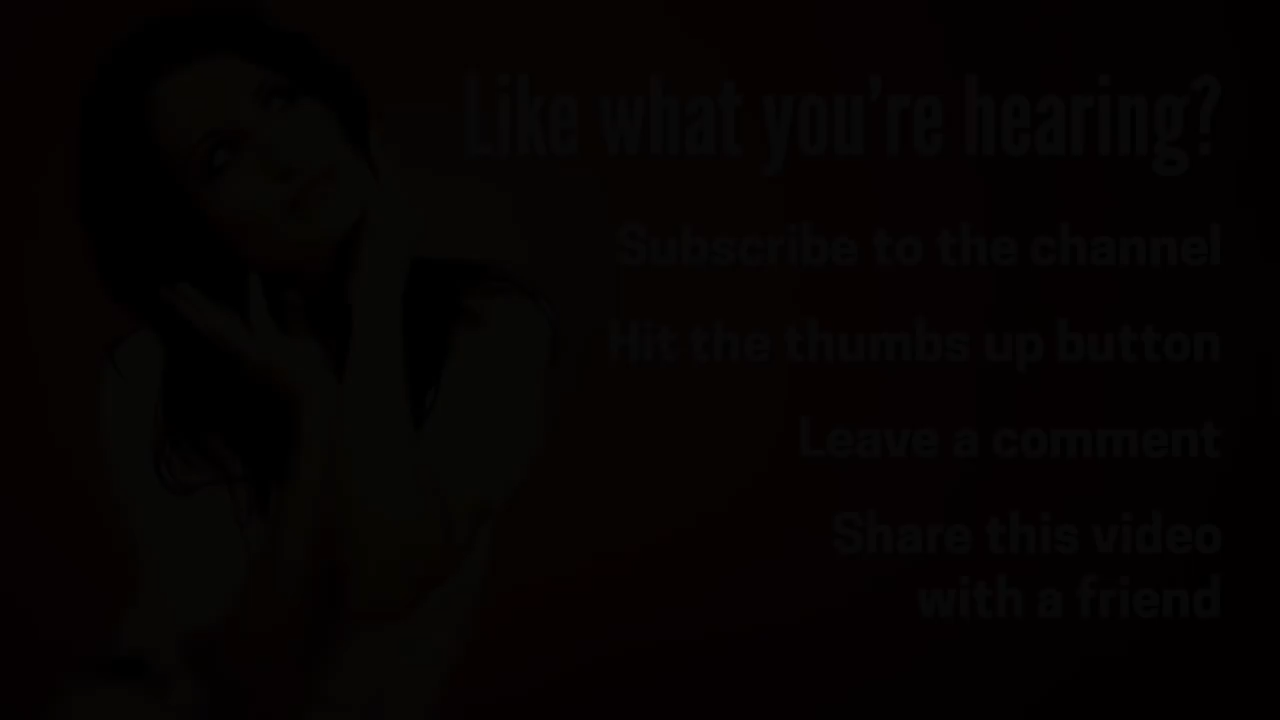 Like what you're hearing?
Subscribe to the channel
Hit the thumbs up button
Leave a comment
Share this video
with a friend